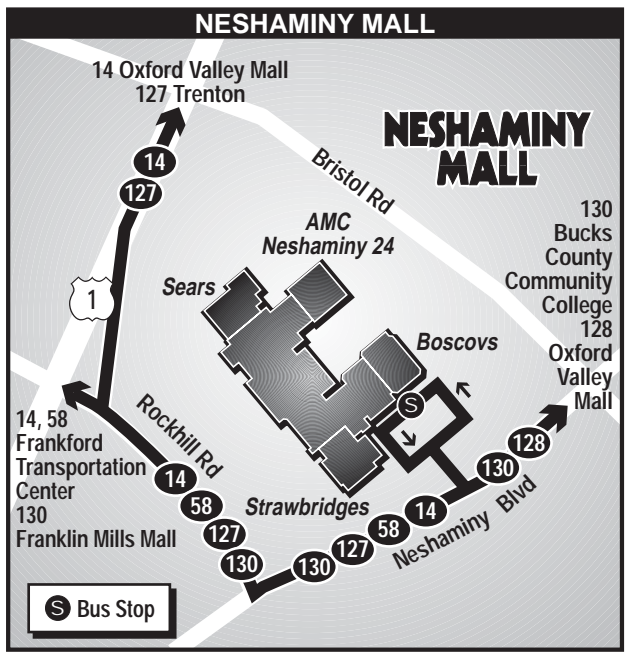 NESHAMINY MALL
14 Oxford Valley Mall
127 Trenton
14
127
1
Bristol Rd
NESHAMINY
MALL
AMC
Neshaminy 24
Sears
Boscovs
S
130
Bucks
County
Community
College
128
Oxford
Valley
Mall
14, 58
Frankford
Transportation
Center
130
Franklin Mills Mall
Rockhill Rd
14
58
127
130
Strawbridges
130
127
58
14
130
128
Neshaminy Blvd
S Bus Stop